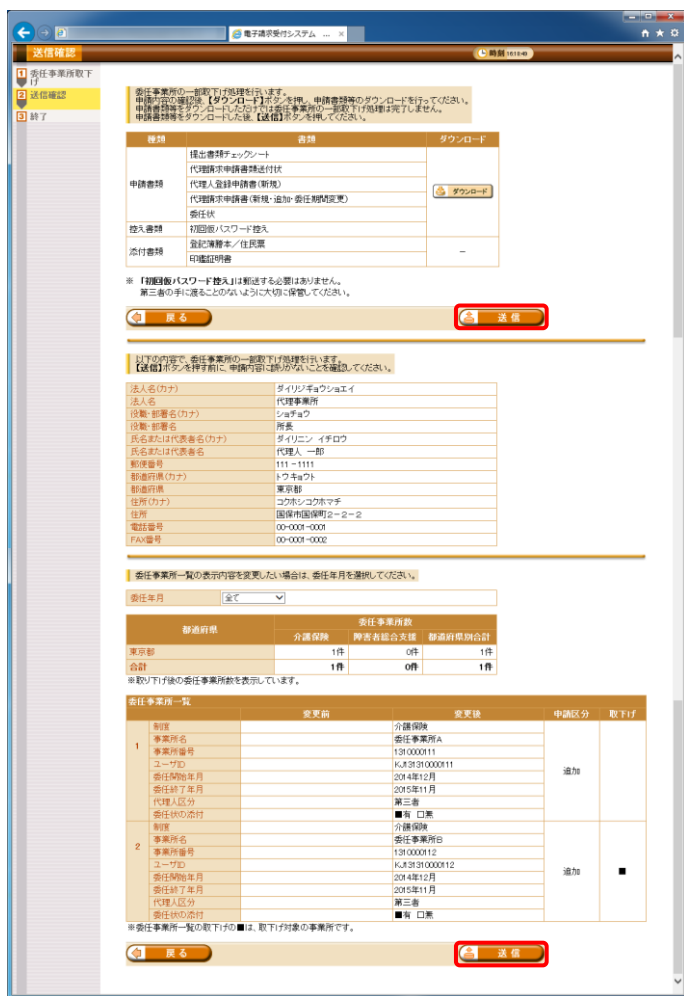 電子請求受付システム ... ×
送信確認
時刻 16:18:48
1 委任事業所取下げ
2 送信確認
3 終了
委任事業所の一部取下げ処理を行います。
申請内容の確認後、【ダウンロード】ボタンを押し、申請書類等のダウンロードを行ってください。
申請書類等をダウンロードしただけでは委任事業所の一部取下げ処理は完了しません。
申請書類等をダウンロードした後、【送信】ボタンを押してください。
種類 書類 ダウンロード
申請書類
提出書類チェックシート
代理請求申請書類送付状
代理人登録申請書(新規)
代理請求申請書(新規・追加・委任期間変更)
委任状
ダウンロード
控え書類 初回仮パスワード控え
添付書類
登記簿謄本／住民票
印鑑証明書
－
※ 「初回仮パスワード控え」は郵送する必要はありません。
第三者の手に渡ることのないように大切に保管してください。
戻る 送信
以下の内容で、委任事業所の一部取下げ処理を行います。
【送信】ボタンを押す前に、申請内容に誤りがないことを確認してください。
法人名(カナ) ダイリジギョウショエイ
法人名 代理事業所
役職・部署名(カナ) ショチョウ
役職・部署名 所長
氏名または代表者名(カナ) ダイリニン イチロウ
氏名または代表者名 代理人 一郎
郵便番号 111-1111
都道府県(カナ) トウキョウト
都道府県 東京都
住所(カナ) コクホシコクホマチ
住所 国保市国保町２－２－２
電話番号 00-0001-0001
FAX番号 00-0001-0002
委任事業所一覧の表示内容を変更したい場合は、委任年月を選択してください。
委任年月 全て
都道府県 委任事業所数
介護保険 障害者総合支援 都道府県別合計
東京都 1件 0件 1件
合計 1件 0件 1件
※取り下げ後の委任事業所数を表示しています。
委任事業所一覧
変更前 変更後 申請区分 取下げ
1
制度 介護保険
事業所名 委任事業所A
事業所番号 1310000111
ユーザID KJ131310000111
委任開始年月 2014年12月
委任終了年月 2015年11月
代理人区分 第三者
委任状の添付 ■有 □無
追加
2
制度 介護保険
事業所名 委任事業所B
事業所番号 1310000112
ユーザID KJ131310000112
委任開始年月 2014年12月
委任終了年月 2015年11月
代理人区分 第三者
委任状の添付 ■有 □無
追加 ■
※委任事業所一覧の取下げの■は、取下げ対象の事業所です。
戻る 送信